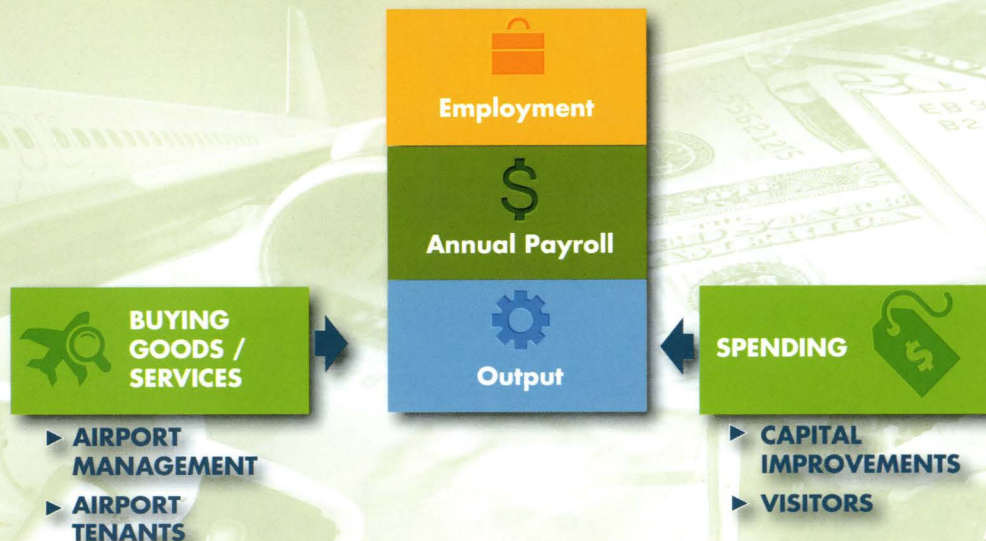 Employment
Annual Payroll
Output
BUYING
GOODS /
SERVICES
AIRPORT
MANAGEMENT
AIRPORT
TENANTS
SPENDING
CAPITAL
IMPROVEMENTS
VISITORS